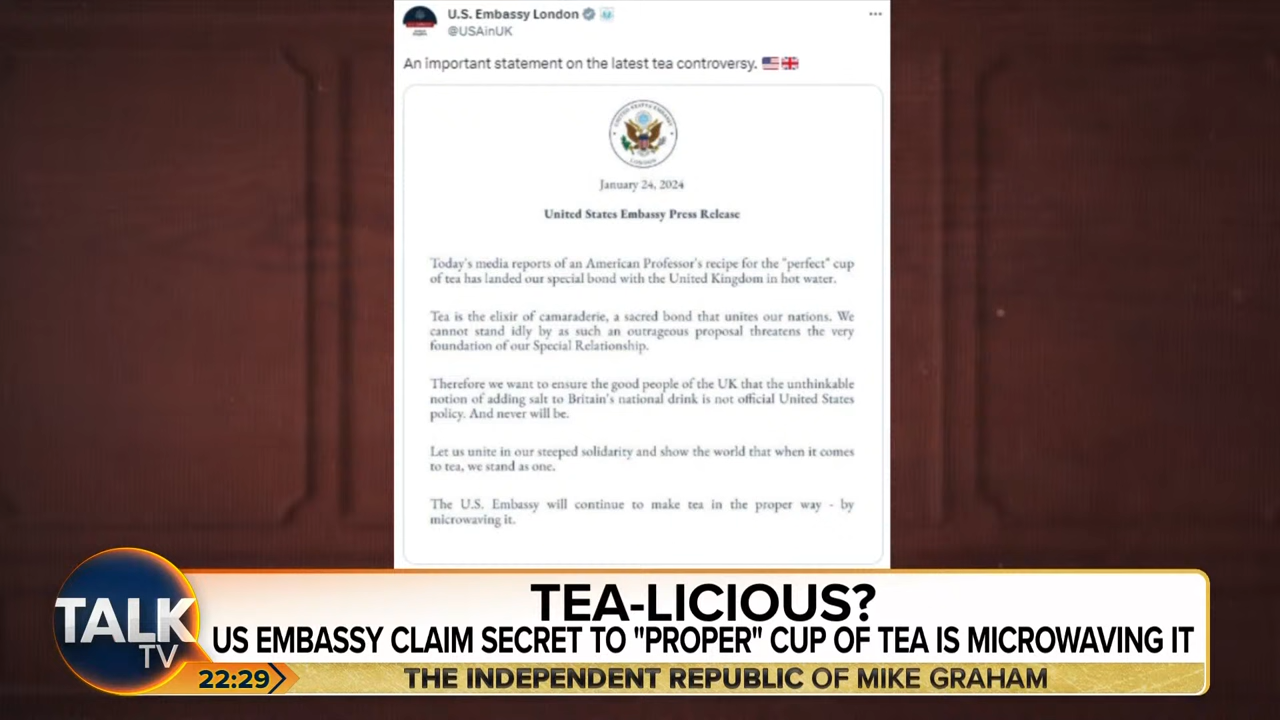 U.S. Embassy London
@USAinUK
An important statement on the latest tea controversy.
UNITED STATES EMBASSY
LONDON
January 24, 2024
United States Embassy Press Release
Today's media reports of an American Professor's recipe for the "perfect" cup
of tea has landed our special bond with the United Kingdom in hot water.
Tea is the elixir of camaraderie, a sacred bond that unites our nations. We
cannot stand idly by as such an outrageous proposal threatens the very
foundation of our Special Relationship.
Therefore we want to ensure the good people of the UK that the unthinkable
notion of adding salt to Britain's national drink is not official United States
policy. And never will be.
Let us unite in our steeped solidarity and show the world that when it comes
to tea, we stand as one.
The U.S. Embassy will continue to make tea in the proper way - by
microwaving it.
TALK
TV
TEA-LICIOUS?
US EMBASSY CLAIM SECRET TO "PROPER" CUP OF TEA IS MICROWAVING IT
22:29
THE INDEPENDENT REPUBLIC OF MIKE GRAHAM